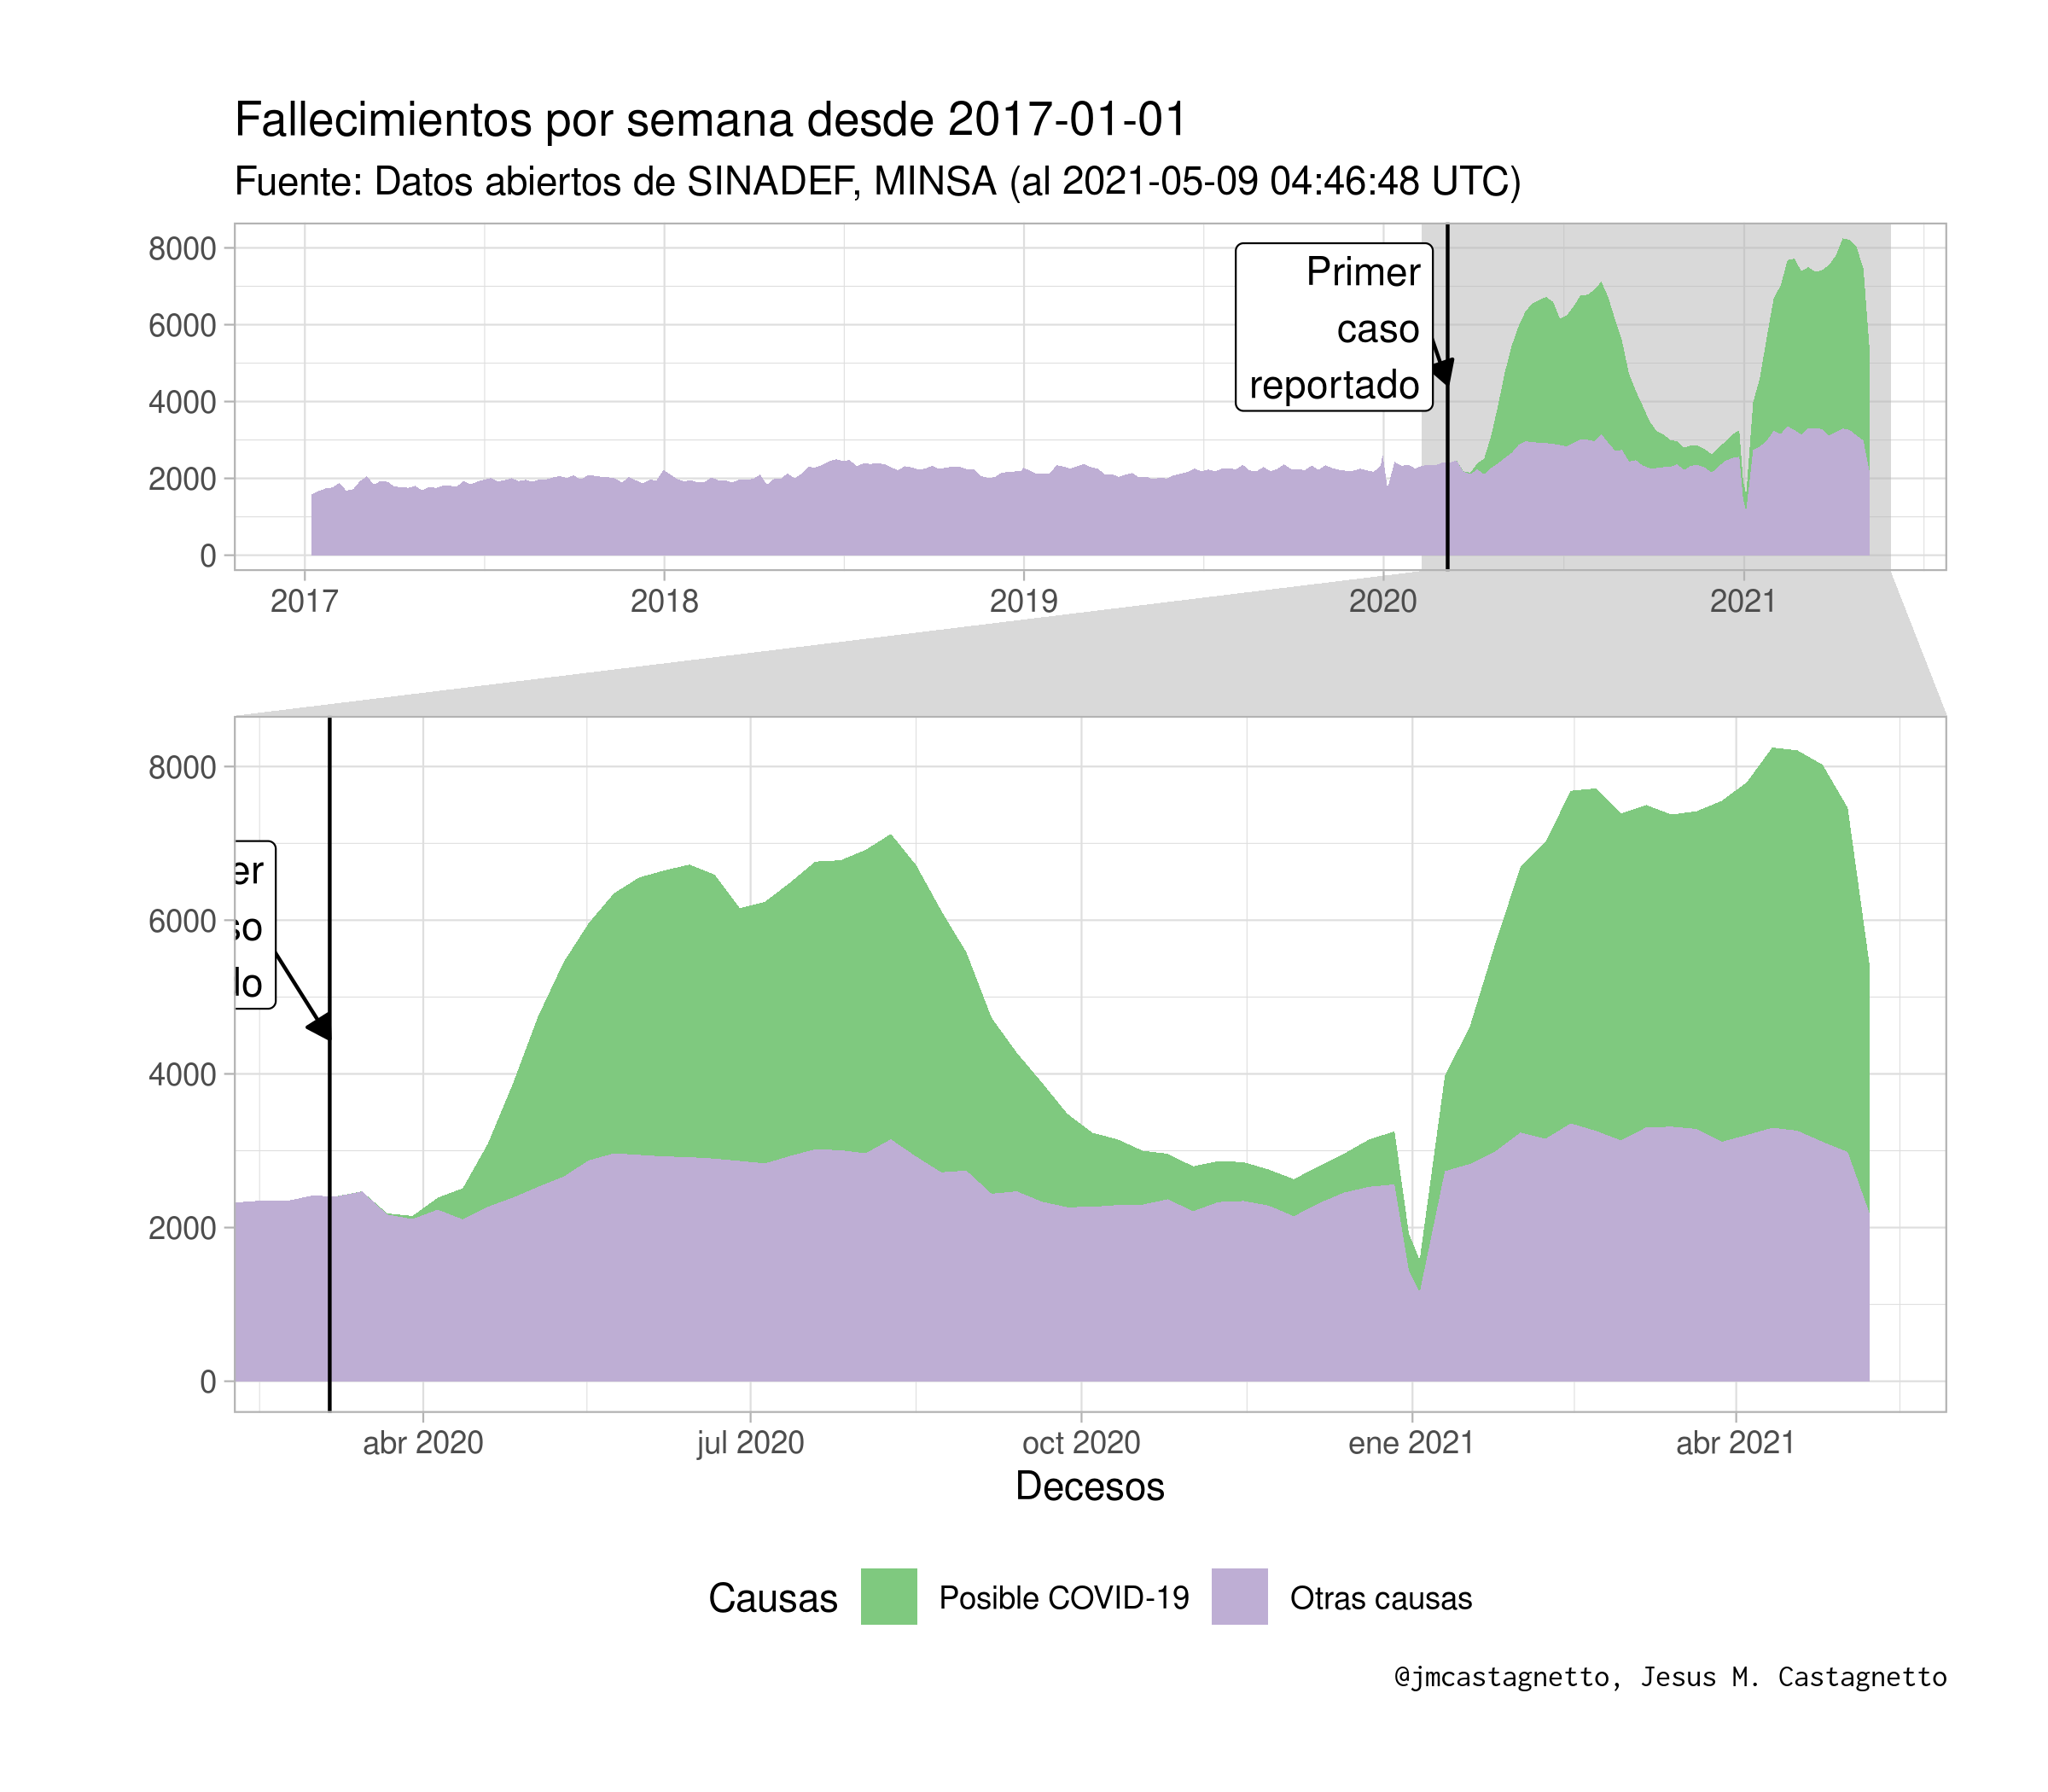 Fallecimientos por semana desde 2017-01-01
Fuente: Datos abiertos de SINADEF, MINSA (al 2021-05-09 04:46:48 UTC)
8000
6000
4000
2000
0
Primer
caso
reportado
2017
2018
2019
2020
2021
8000
6000
4000
2000
0
er
so
lo
abr 2020
jul 2020
oct 2020
ene 2021
abr 2021
Decesos
Causas
Posible COVID-19
Otras causas
@jmcastagnetto, Jesus M. Castagnetto